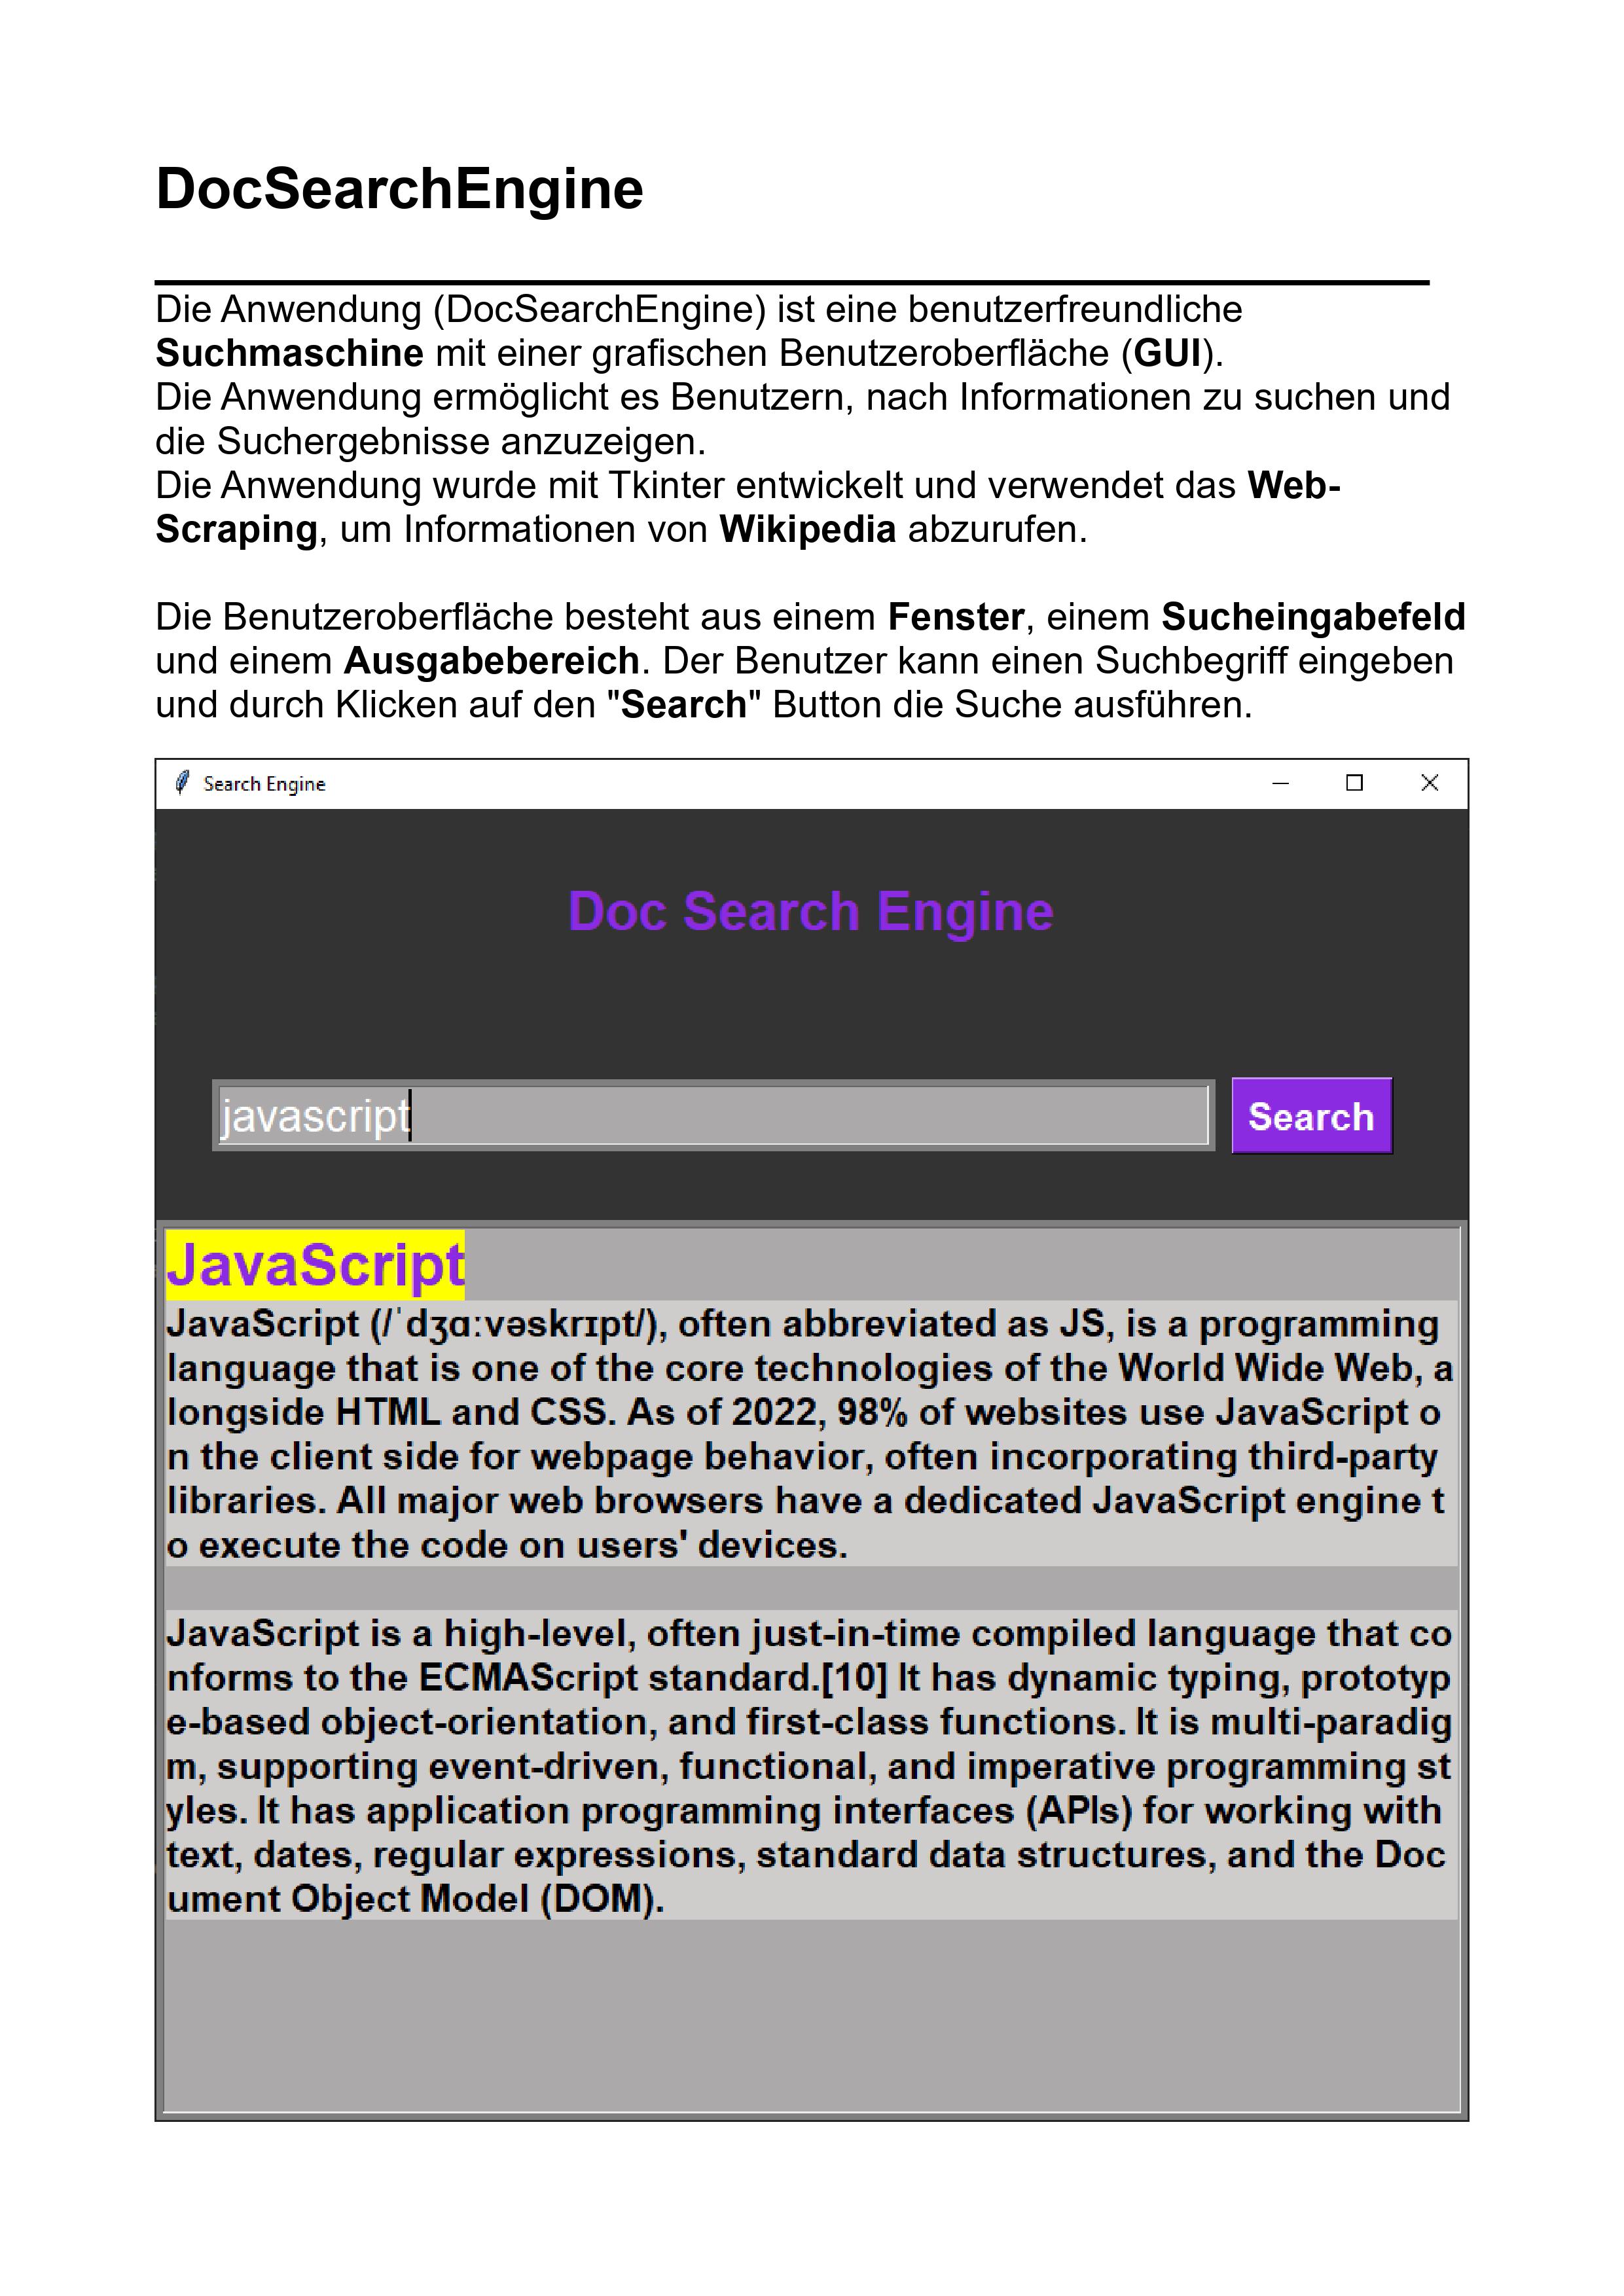 DocSearchEngine
Die Anwendung (DocSearchEngine) ist eine benutzerfreundliche
Suchmaschine mit einer grafischen Benutzeroberfläche (GUI).
Die Anwendung ermöglicht es Benutzern, nach Informationen zu suchen und
die Suchergebnisse anzuzeigen.
Die Anwendung wurde mit Tkinter entwickelt und verwendet das Web-
Scraping, um Informationen von Wikipedia abzurufen.
Die Benutzeroberfläche besteht aus einem Fenster, einem Sucheingabefeld
und einem Ausgabebereich. Der Benutzer kann einen Suchbegriff eingeben
und durch Klicken auf den "Search" Button die Suche ausführen.
Search Engine
Doc Search Engine
javascript
Search
JavaScript
JavaScript (/ˈdʒɑːvəskrɪpt/), often abbreviated as JS, is a programming
language that is one of the core technologies of the World Wide Web, a
longside HTML and CSS. As of 2022, 98% of websites use JavaScript o
n the client side for webpage behavior, often incorporating third-party
libraries. All major web browsers have a dedicated JavaScript engine t
o execute the code on users' devices.
JavaScript is a high-level, often just-in-time compiled language that co
nforms to the ECMAScript standard.[10] It has dynamic typing, prototyp
e-based object-orientation, and first-class functions. It is multi-paradig
m, supporting event-driven, functional, and imperative programming st
yles. It has application programming interfaces (APIs) for working with
text, dates, regular expressions, standard data structures, and the Doc
ument Object Model (DOM).